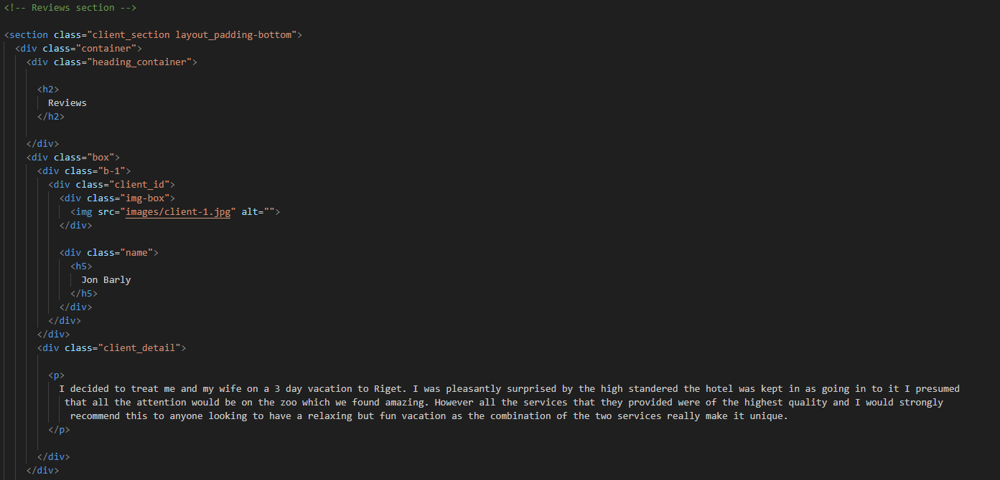 <!-- Reviews section -->
<section class="client_section layout_padding-bottom">
<div class="container">
<div class="heading_container">
<h2>
Reviews
</h2>
</div>
<div class="box">
<div class="b-1">
<div class="client_id">
<div class="img-box">
<img src="images/client-1.jpg" alt="">
</div>
<div class="name">
<h5>
Jon Barly
</h5>
</div>
</div>
</div>
<div class="client_detail">
<p>
I decided to treat me and my wife on a 3 day vacation to Riget. I was pleasantly surprised by the high standered the hotel was kept in as going in to it I presumed
that all the attention would be on the zoo which we found amazing. However all the services that they provided were of the highest quality and I would strongly
recommend this to anyone looking to have a relaxing but fun vacation as the combination of the two services really make it unique.
</p>
</div>
</div>